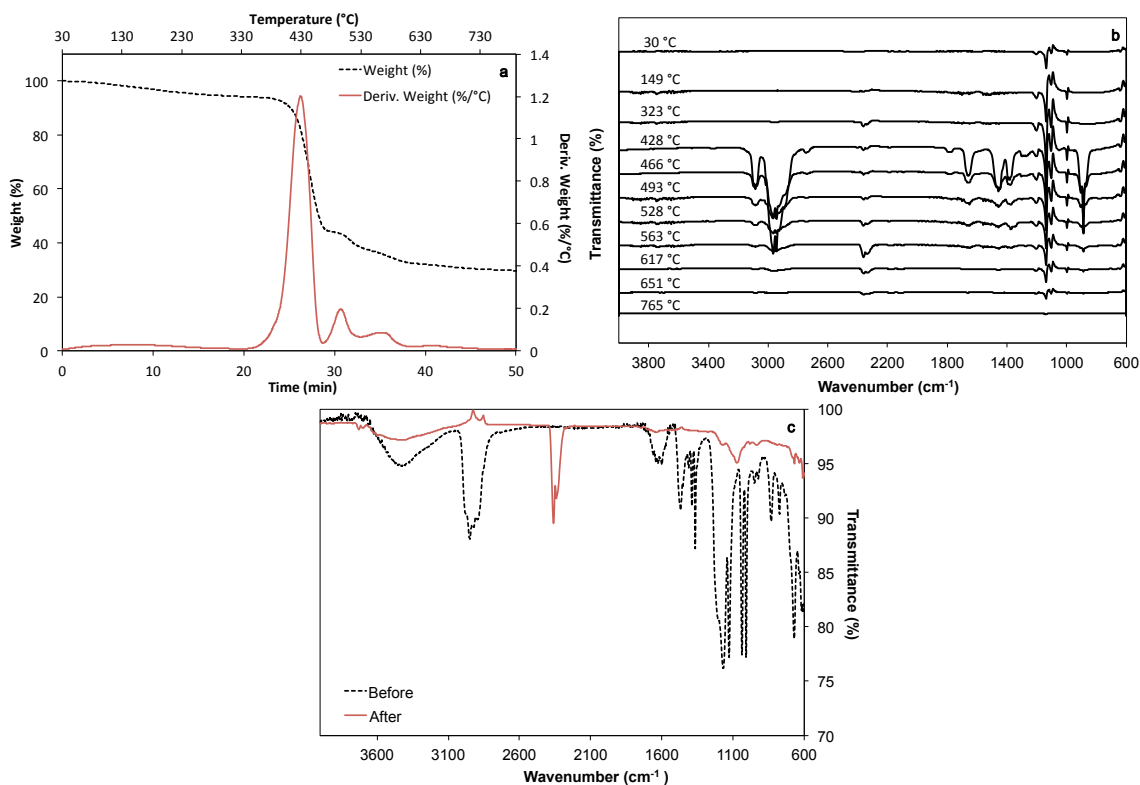 Temperature (°C)
30 130 230 330 430 530 630 730
a
Weight (%)
Deriv. Weight (%/°C)
Weight (%)
100
80
60
40
20
0
1.4
1.2
1
0.8
0.6
0.4
0.2
0
Deriv. Weight (%/°C)
0 10 20 30 40 50
Time (min)
b
30 °C
149 °C
323 °C
428 °C
466 °C
493 °C
528 °C
563 °C
617 °C
651 °C
765 °C
Transmittance (%)
3800 3400 3000 2600 2200 1800 1400 1000 600
Wavenumber (cm-1)
c
100
95
90
85
80
75
70
Transmittance (%)
Before
After
3600 3100 2600 2100 1600 1100 600
Wavenumber (cm-1)